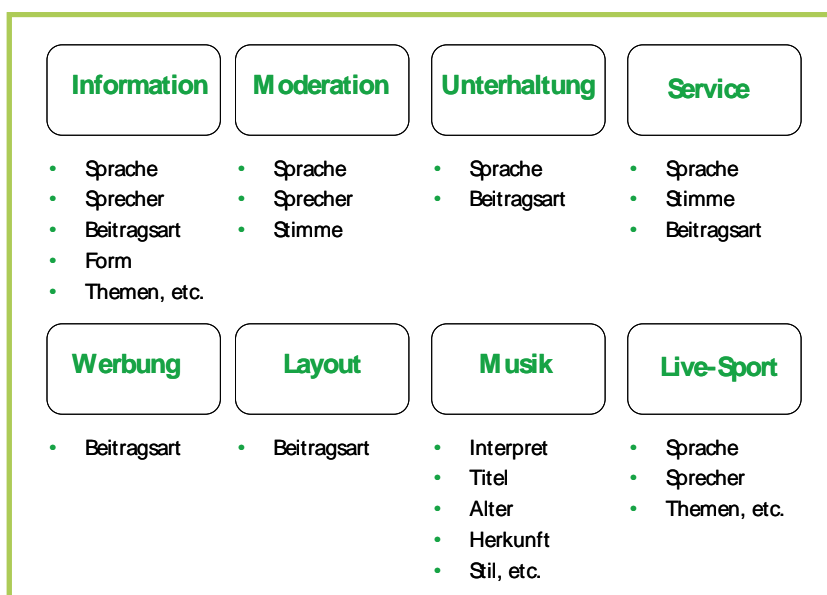 Information
• Sprache
• Sprecher
• Beitragsart
• Form
• Themen, etc.
Moderation
• Sprache
• Sprecher
• Stimme
Unterhaltung
• Sprache
• Beitragsart
Service
• Sprache
• Stimme
• Beitragsart
Werbung
• Beitragsart
Layout
• Beitragsart
Musik
• Interpret
• Titel
• Alter
• Herkunft
• Stil, etc.
Live-Sport
• Sprache
• Sprecher
• Themen, etc.